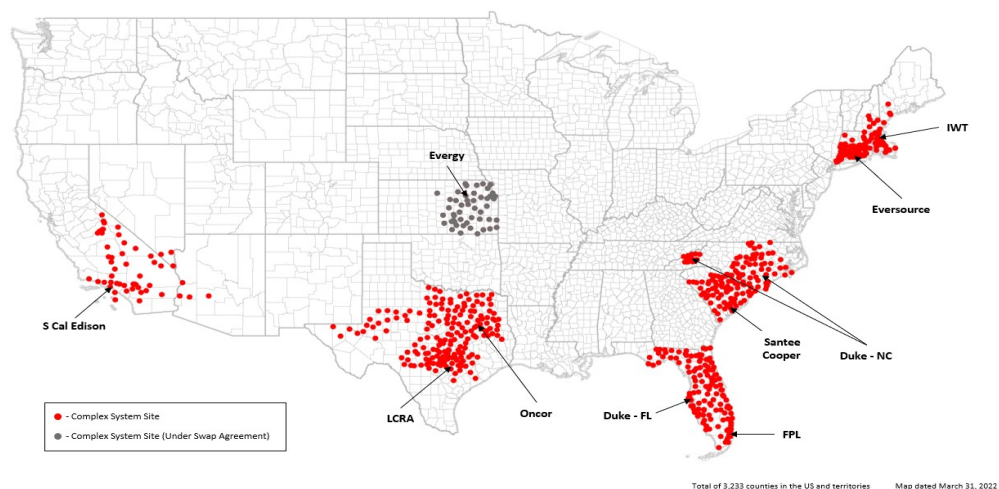 IWT
Evergy
Eversource
S Cal Edison
Santee
Cooper
Duke - NC
LCRA
Oncor
Duke - FL
FPL
- Complex System Site
- Complex System Site (Under Swap Agreement)
Total of 3,233 counties in the US and territories Map dated March 31, 2022